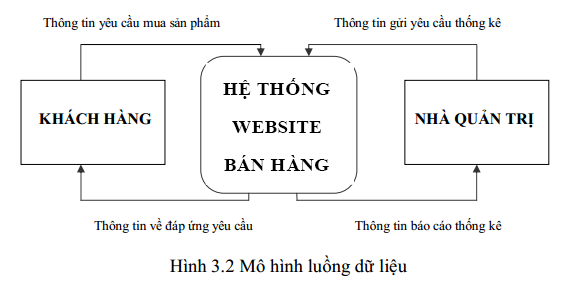 Thông tin yêu cầu mua sản phẩm
Thông tin gửi yêu cầu thống kê
KHÁCH HÀNG
HỆ THỐNG
WEBSITE
BÁN HÀNG
NHÀ QUẢN TRỊ
Thông tin về đáp ứng yêu cầu
Thông tin báo cáo thống kê
Hình 3.2 Mô hình luồng dữ liệu